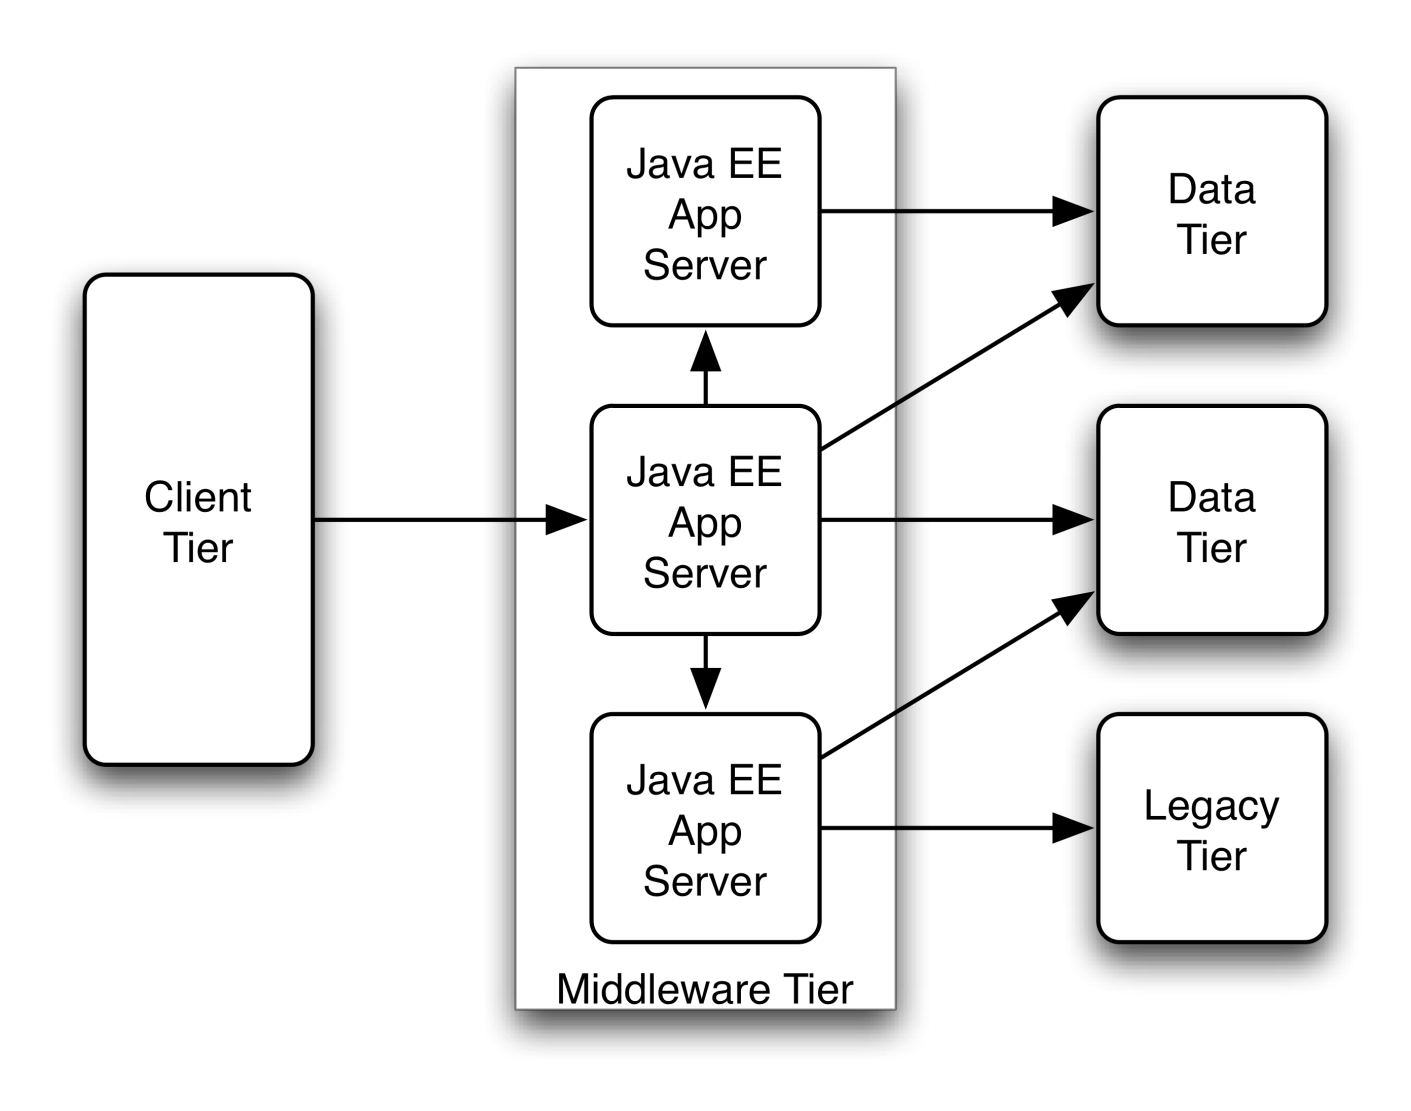 Client
Tier
Java EE
App
Server
Java EE
App
Server
Java EE
App
Server
Middleware Tier
Data
Tier
Data
Tier
Legacy
Tier